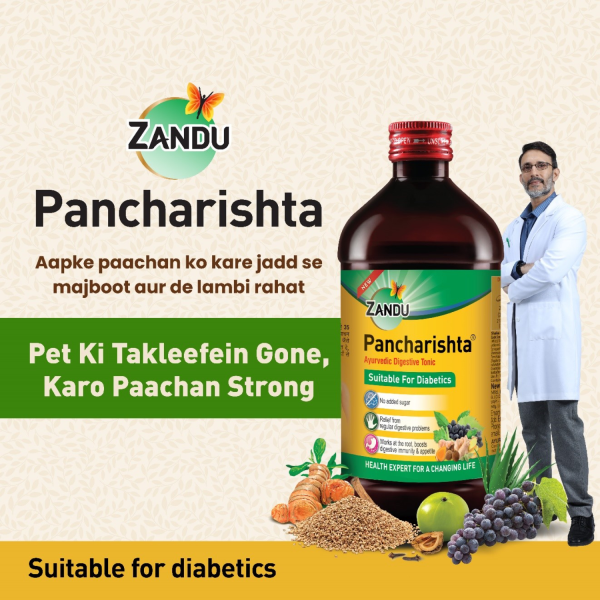 ZANDU
Pancharishta
Aapke paachan ko kare jadd se
majboot aur de lambi rahat
Pet Ki Takleefein Gone,
Karo Paachan Strong
NEW
ZANDU
Pancharishta®
Ayurvedic Digestive Tonic
Suitable For Diabetics
No added sugar
Relief from
regular digestive problems
Works at the root, boosts
digestive immunity & appetite
HEALTH EXPERT FOR A CHANGING LIFE
Suitable for diabetics